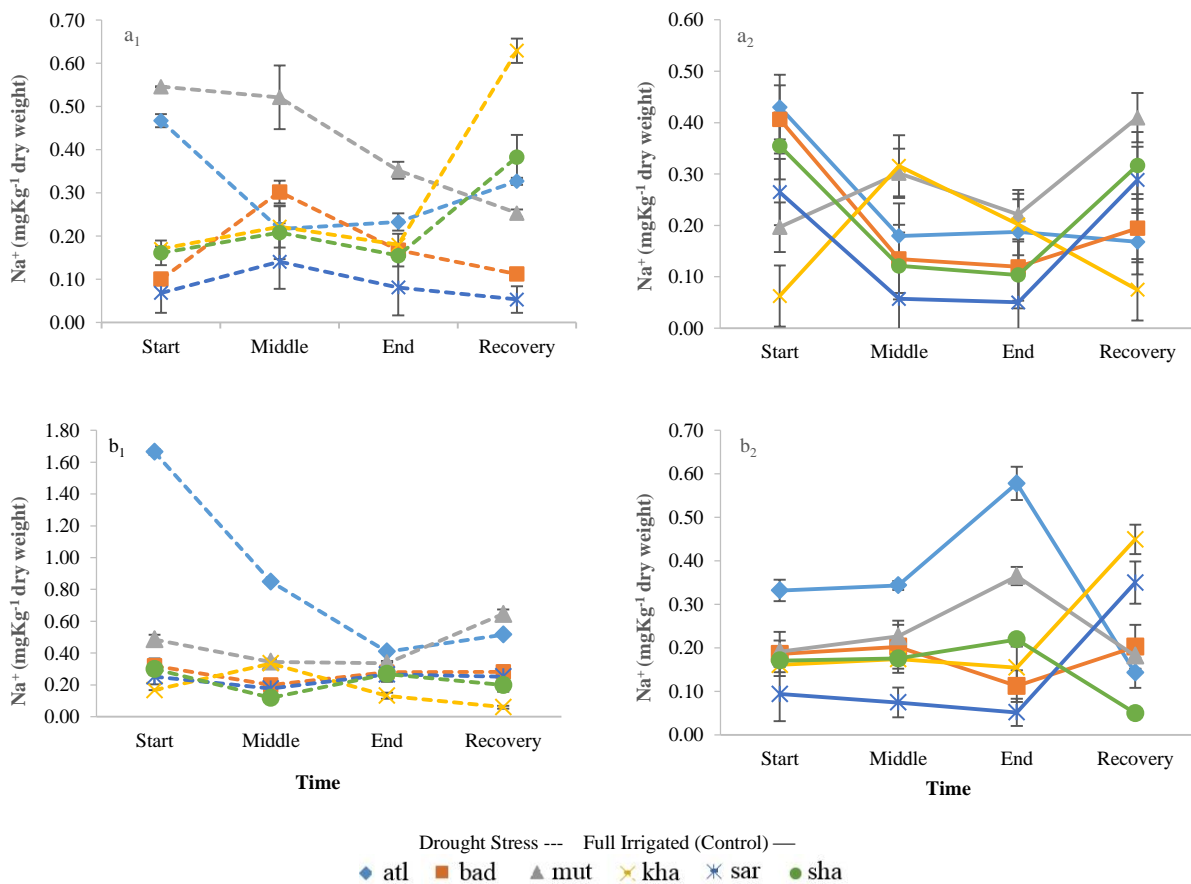 a₁
Na⁺ (mgKg⁻¹ dry weight)
0.70
0.60
0.50
0.40
0.30
0.20
0.10
0.00
Start Middle End Recovery
a₂
Na⁺ (mgKg⁻¹ dry weight)
0.60
0.50
0.40
0.30
0.20
0.10
0.00
Start Middle End Recovery
b₁
Na⁺ (mgKg⁻¹ dry weight)
1.80
1.60
1.40
1.20
1.00
0.80
0.60
0.40
0.20
0.00
Start Middle End Recovery
Time
b₂
Na⁺ (mgKg⁻¹ dry weight)
0.70
0.60
0.50
0.40
0.30
0.20
0.10
0.00
Start Middle End Recovery
Time
Drought Stress --- Full Irrigated (Control) —
atl bad mut kha sar sha